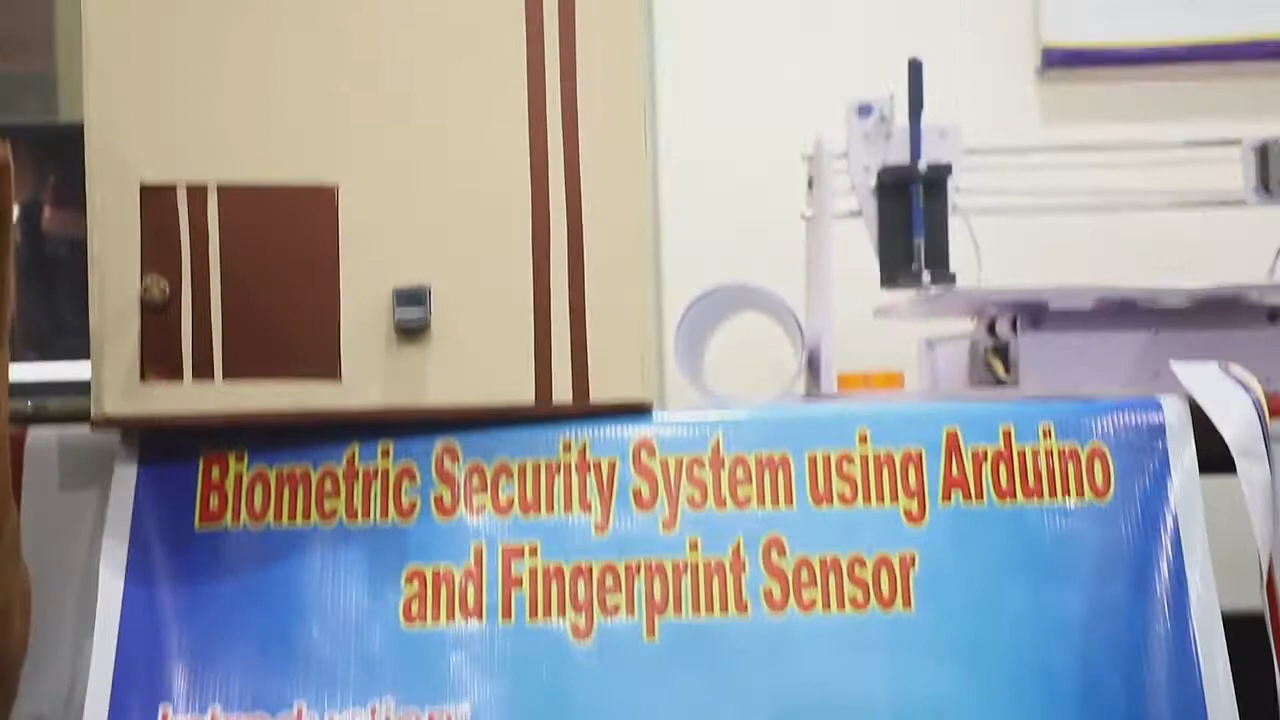 Biometric Security System using Arduino
and Fingerprint Sensor